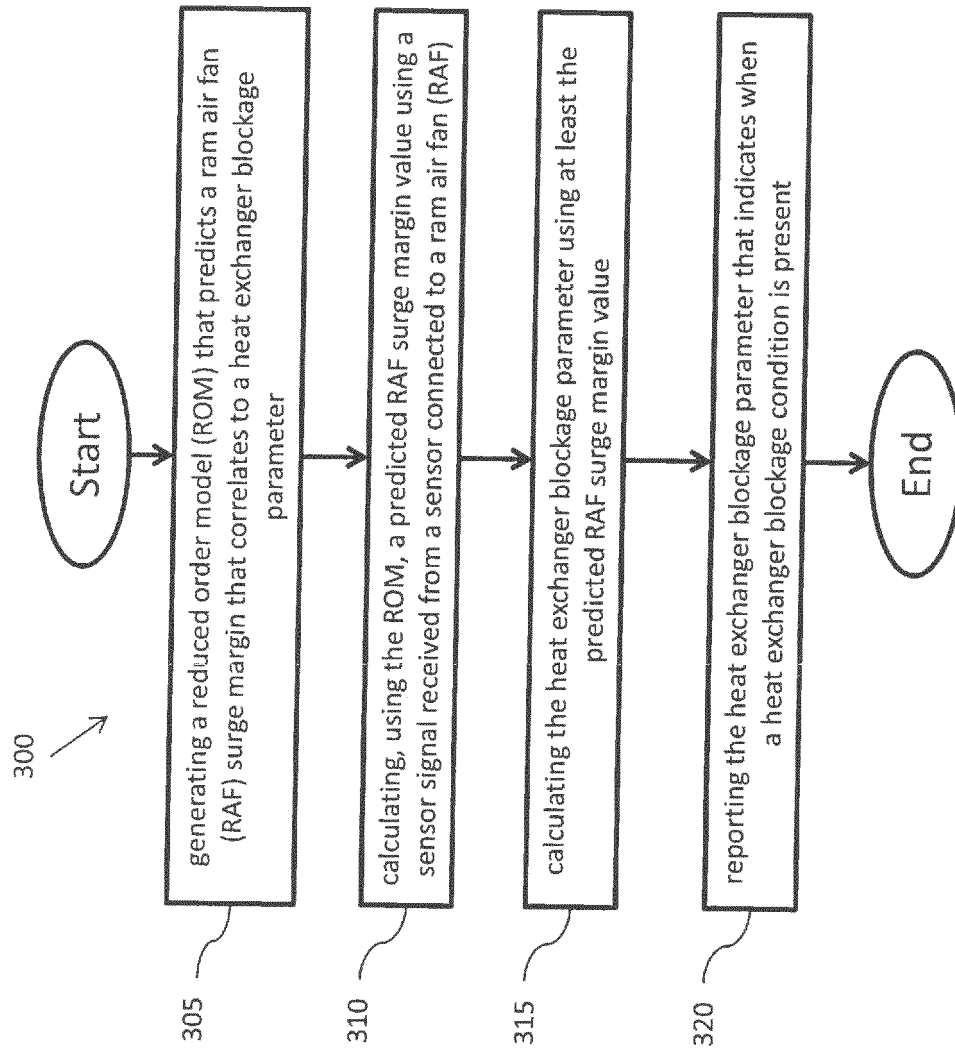 300
Start
305
generating a reduced order model (ROM) that predicts a ram air fan
(RAF) surge margin that correlates to a heat exchanger blockage
parameter
310
calculating, using the ROM, a predicted RAF surge margin value using a
sensor signal received from a sensor connected to a ram air fan (RAF)
315
calculating the heat exchanger blockage parameter using at least the
predicted RAF surge margin value
320
reporting the heat exchanger blockage parameter that indicates when
a heat exchanger blockage condition is present
End